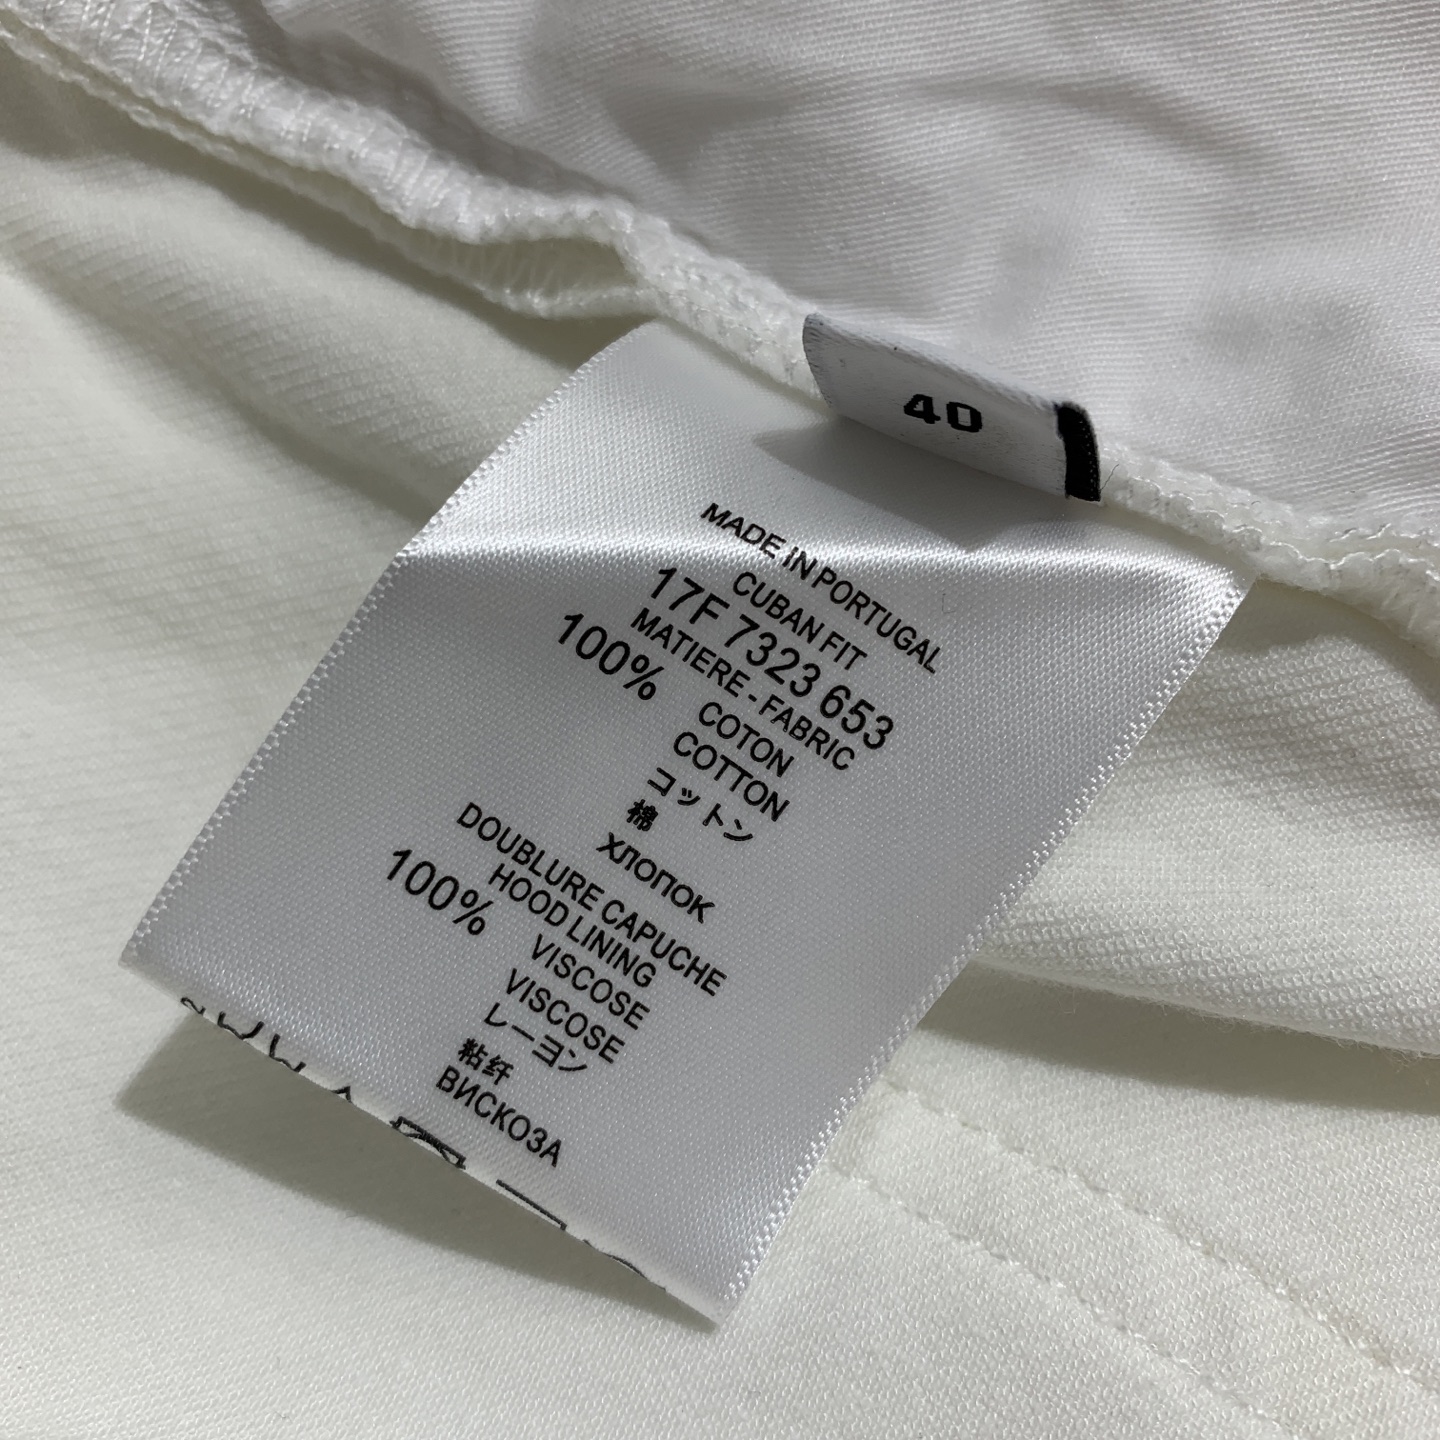 40
MADE IN PORTUGAL
CUBAN FIT
17F 7323 653
MATIERE - FABRIC
100%
COTON
COTTON
コットン
棉
ХЛОПОК
DOUBLURE CAPUCHE
HOOD LINING
100%
VISCOSE
VISCOSE
レーヨン
粘纤
ВИСКОЗА